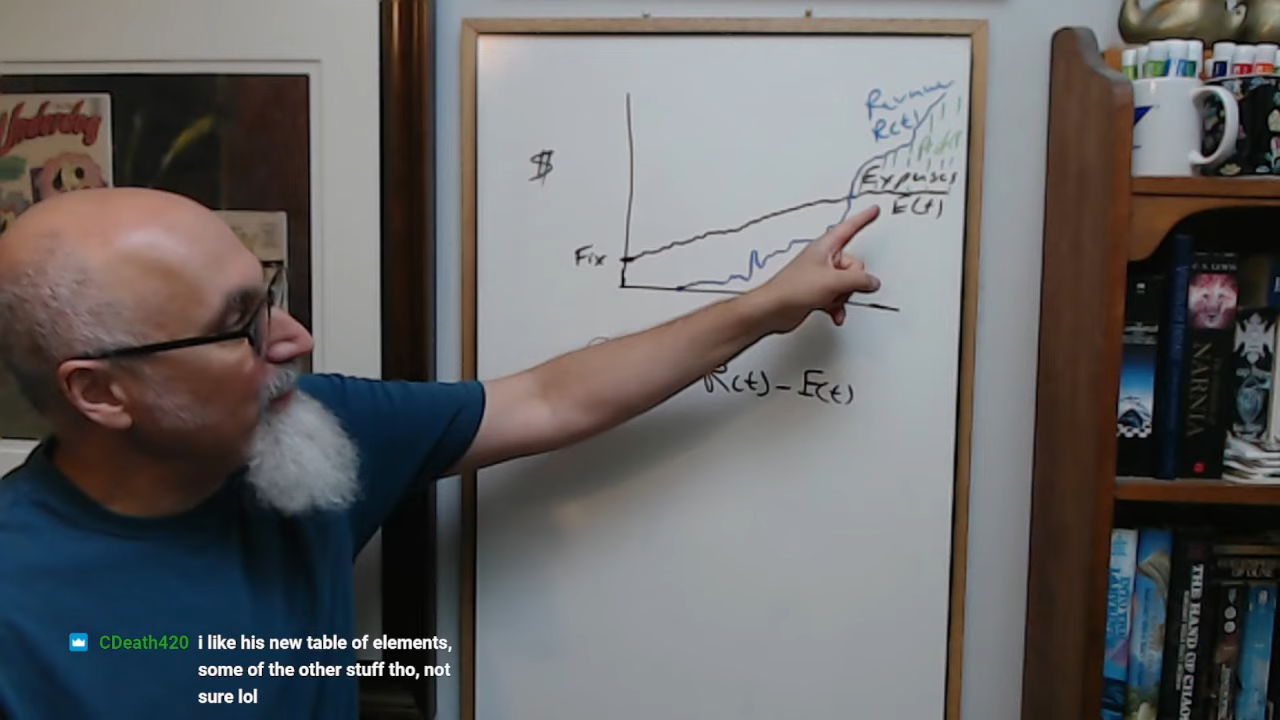 Underdog
$
Revenue
R(t)
Profit
Expenses
E(t)
Fix
R(t) - E(t)
NARNIA
THE HAND OF CHAOS
CDeath420 i like his new table of elements,
some of the other stuff tho, not
sure lol